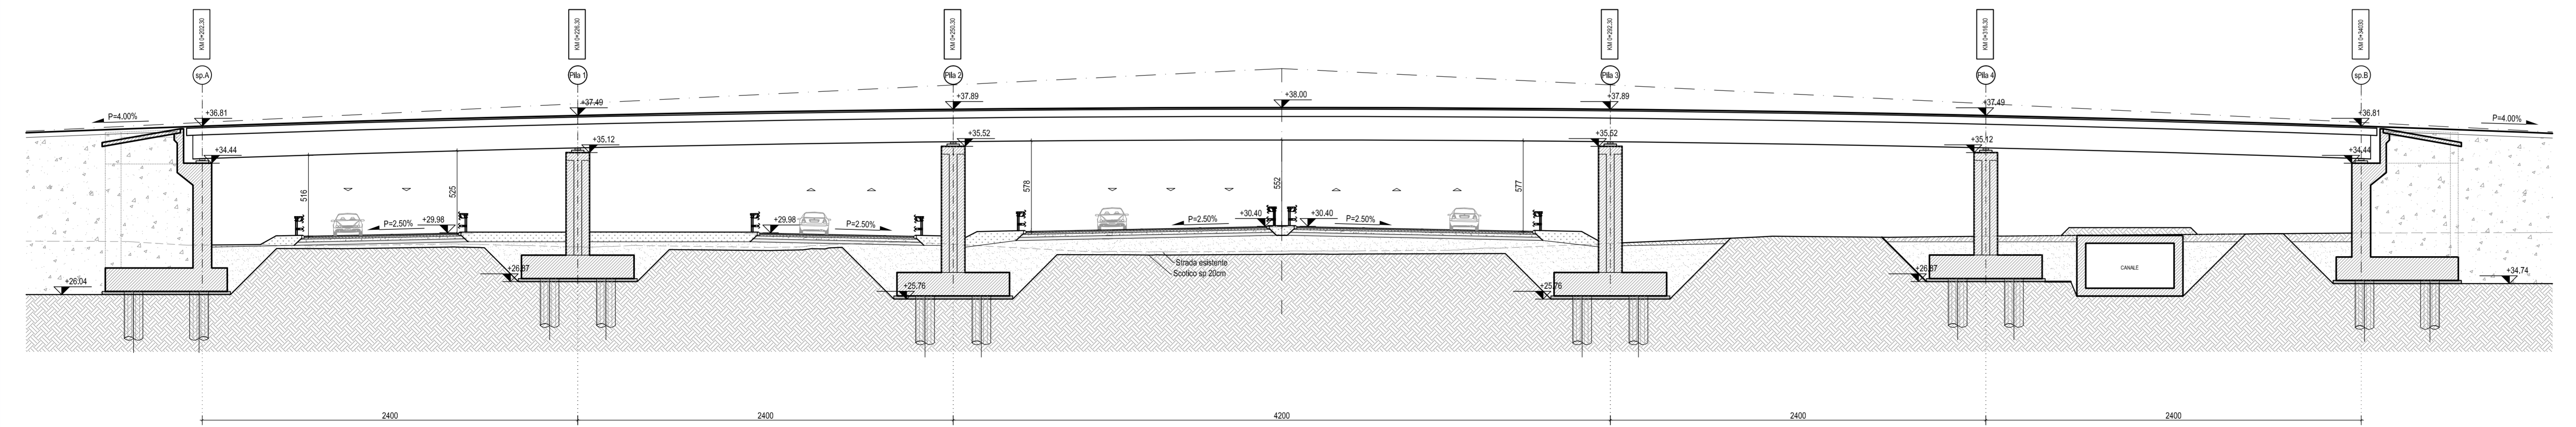 KM 0+202.30
KM 0+226.30
KM 0+250.30
KM 0+292.30
KM 0+316.30
KM 0+34030
sp.A
Pila 1
Pila 2
Pila 3
Pila 4
sp.B
P=4.00%
+36.81
+37.49
+37.89
+38.00
+37.89
+37.49
+36.81
P=4.00%
+34.44
+35.12
+35.52
+35.52
+35.12
+34.44
516
525
578
552
577
P=2.50%
+29.98
+29.98
P=2.50%
P=2.50%
+30.40
+30.40
P=2.50%
Strada esistente
Scotico sp 20cm
CANALE
+26.04
+26.87
+25.76
+25.76
+26.87
+34.74
2400
2400
4200
2400
2400